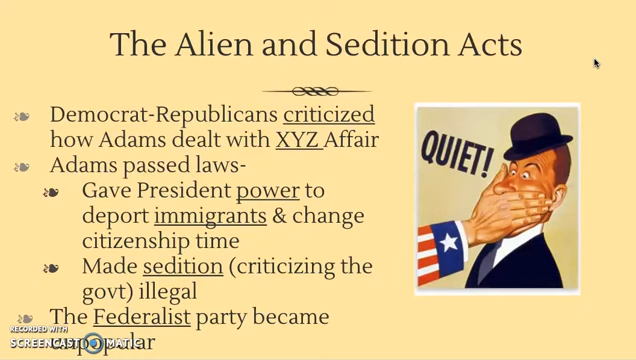 The Alien and Sedition Acts
Democrat-Republicans criticized
how Adams dealt with XYZ Affair
Adams passed laws-
Gave President power to
deport immigrants & change
citizenship time
Made sedition (criticizing the
govt) illegal
The Federalist party became
unpopular
QUIET!
RECORDED WITH
SCREENCAST MATIC